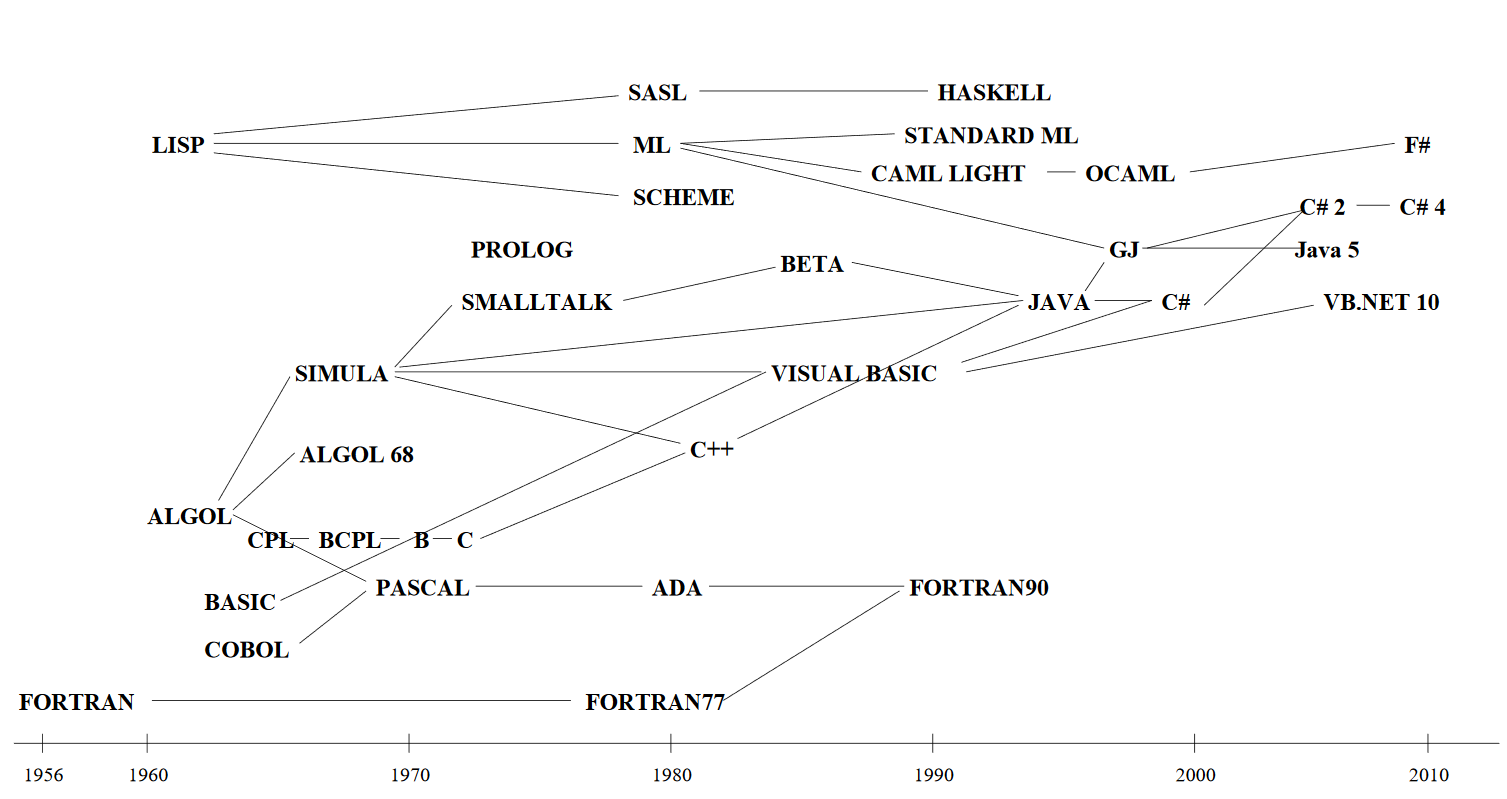 SASL HASKELL
LISP ML STANDARD ML F#
CAML LIGHT OCAML
SCHEME C# 2 C# 4
PROLOG BETA GJ Java 5
SMALLTALK JAVA C# VB.NET 10
SIMULA VISUAL BASIC
ALGOL 68 C++
ALGOL
CPL BCPL B C
BASIC PASCAL ADA FORTRAN90
COBOL
FORTRAN FORTRAN77
1956 1960 1970 1980 1990 2000 2010